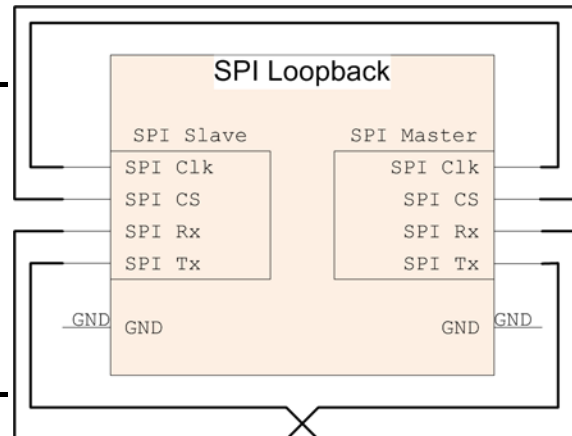 SPI Loopback
SPI Slave SPI Master
SPI Clk SPI Clk
SPI CS SPI CS
SPI Rx SPI Rx
SPI Tx SPI Tx
GND GND GND GND